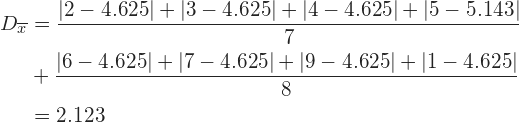 D_{\overline{x}} = \frac{|2 - 4.625| + |3 - 4.625| + |4 - 4.625| + |5 - 5.143|}{7}
+ \frac{|6 - 4.625| + |7 - 4.625| + |9 - 4.625| + |1 - 4.625|}{8}
= 2.123